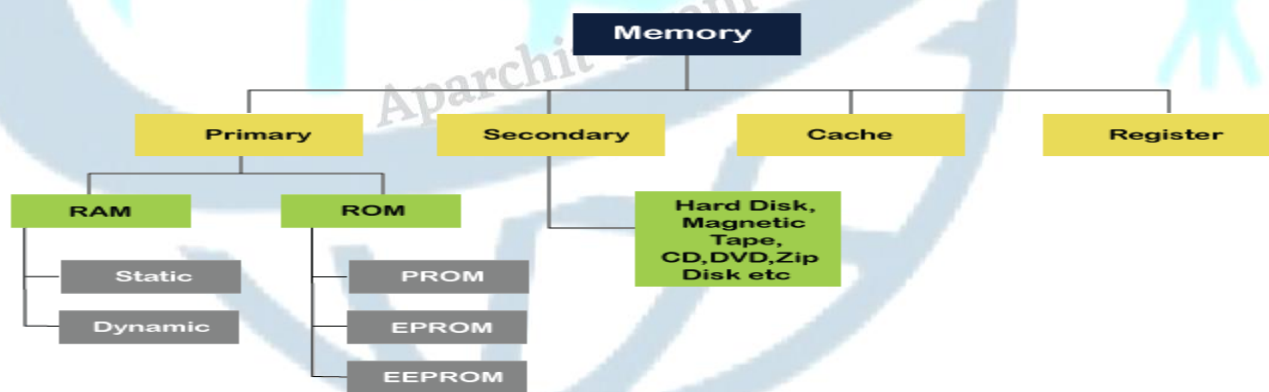 Memory
Aparchit
Primary
Secondary
Cache
Register
RAM
ROM
Hard Disk,
Magnetic
Tape,
CD,DVD,Zip
Disk etc
Static
PROM
Dynamic
EPROM
EEPROM